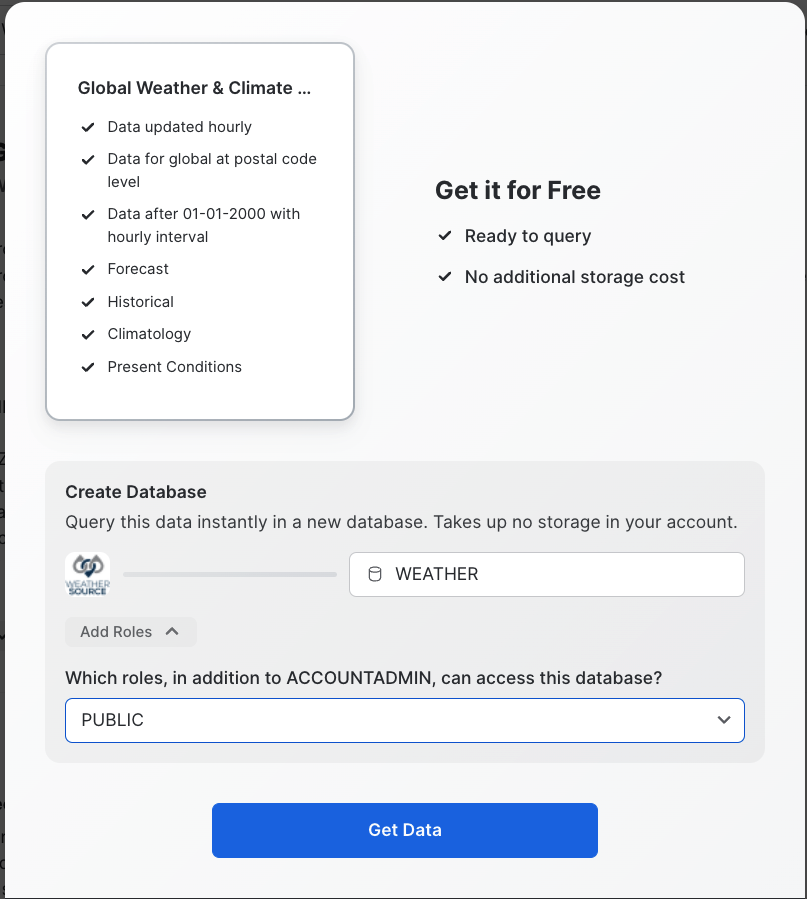 Global Weather & Climate ...
Data updated hourly
Data for global at postal code
level
Data after 01-01-2000 with
hourly interval
Forecast
Historical
Climatology
Present Conditions
Get it for Free
Ready to query
No additional storage cost
Create Database
Query this data instantly in a new database. Takes up no storage in your account.
WEATHER
SOURCE
WEATHER
Add Roles
Which roles, in addition to ACCOUNTADMIN, can access this database?
PUBLIC
Get Data